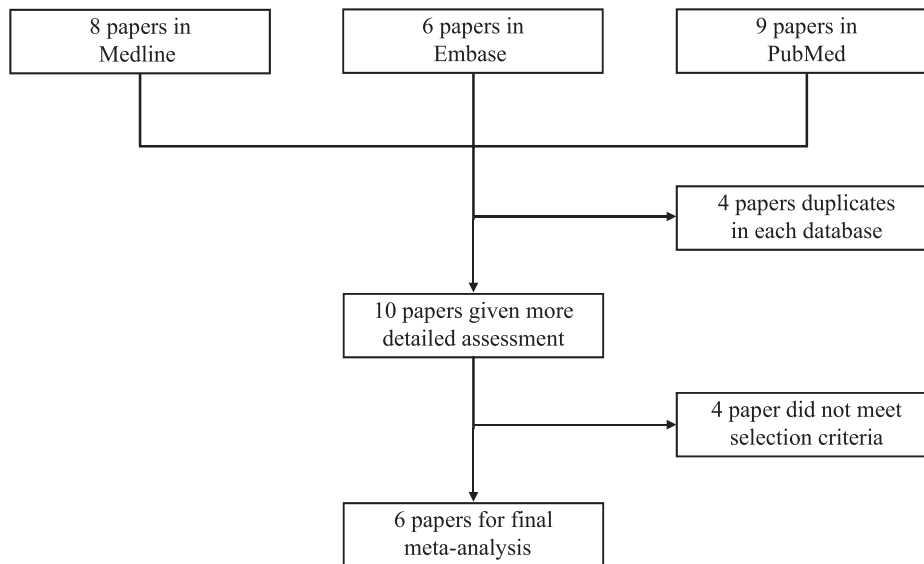 8 papers in
Medline
6 papers in
Embase
9 papers in
PubMed
4 papers duplicates
in each database
10 papers given more
detailed assessment
4 paper did not meet
selection criteria
6 papers for final
meta-analysis